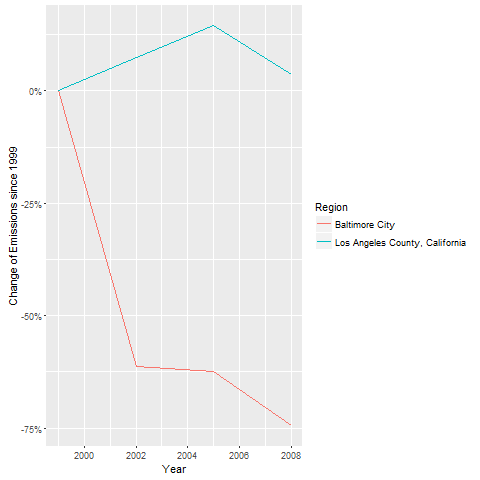 Change of Emissions since 1999
0%
-25%
-50%
-75%
2000 2002 2004 2006 2008
Year
Region
Baltimore City
Los Angeles County, California